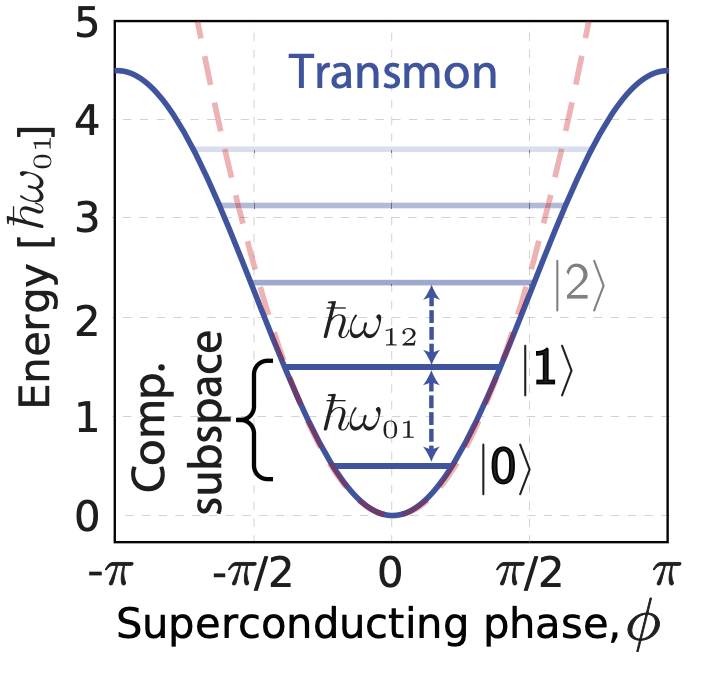 5
Transmon
4
3
|2⟩
2
ħω₁₂
|1⟩
1
ħω₀₁
|0⟩
0
Energy [ħω₀₁]
Comp.
subspace
-π -π/2 0 π/2 π
Superconducting phase, ϕ